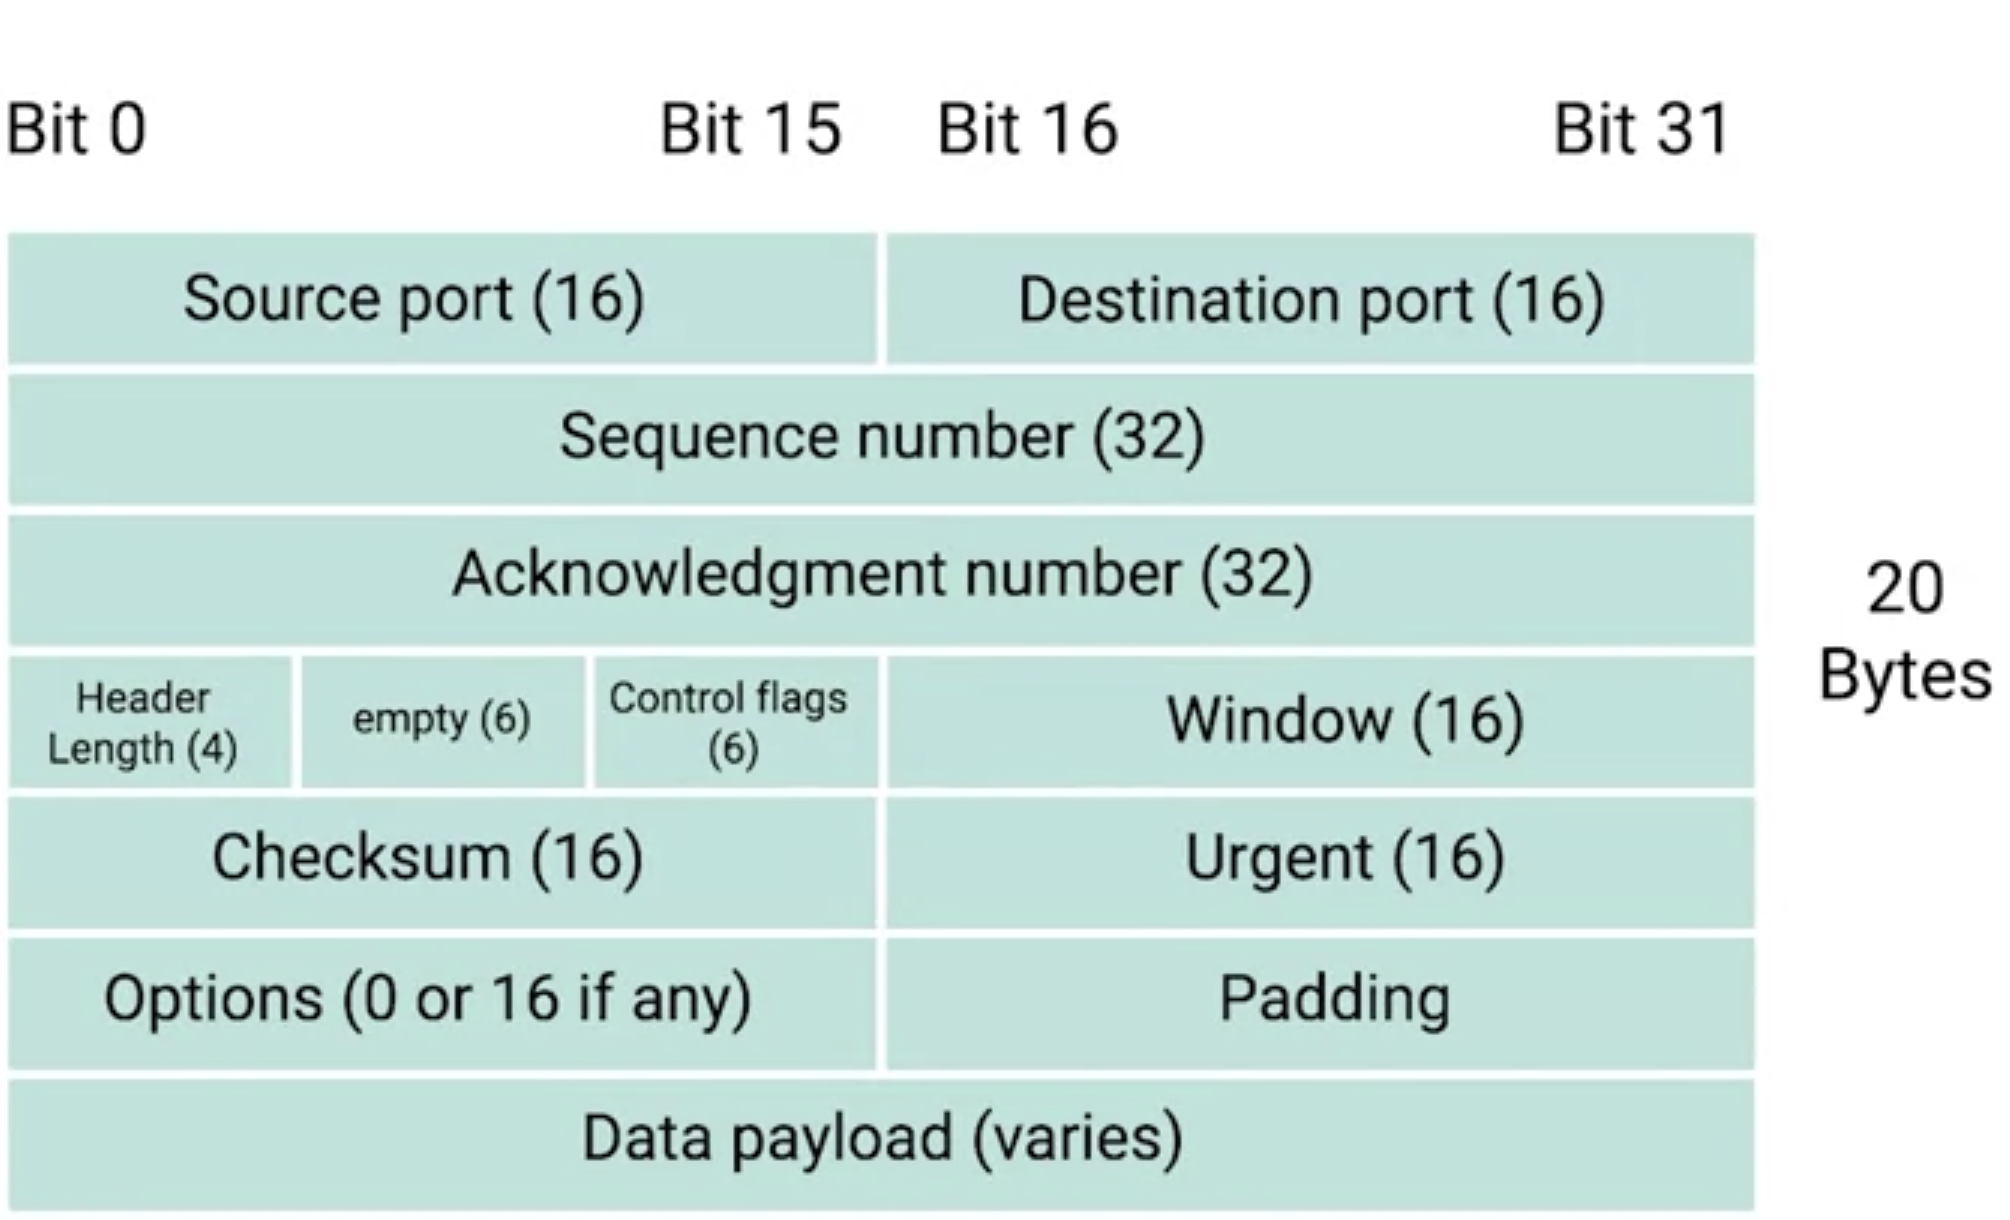 Bit 0 Bit 15 Bit 16 Bit 31
Source port (16) Destination port (16)
Sequence number (32)
Acknowledgment number (32)
20
Bytes
Header
Length (4)
empty (6)
Control flags
(6)
Window (16)
Checksum (16) Urgent (16)
Options (0 or 16 if any) Padding
Data payload (varies)